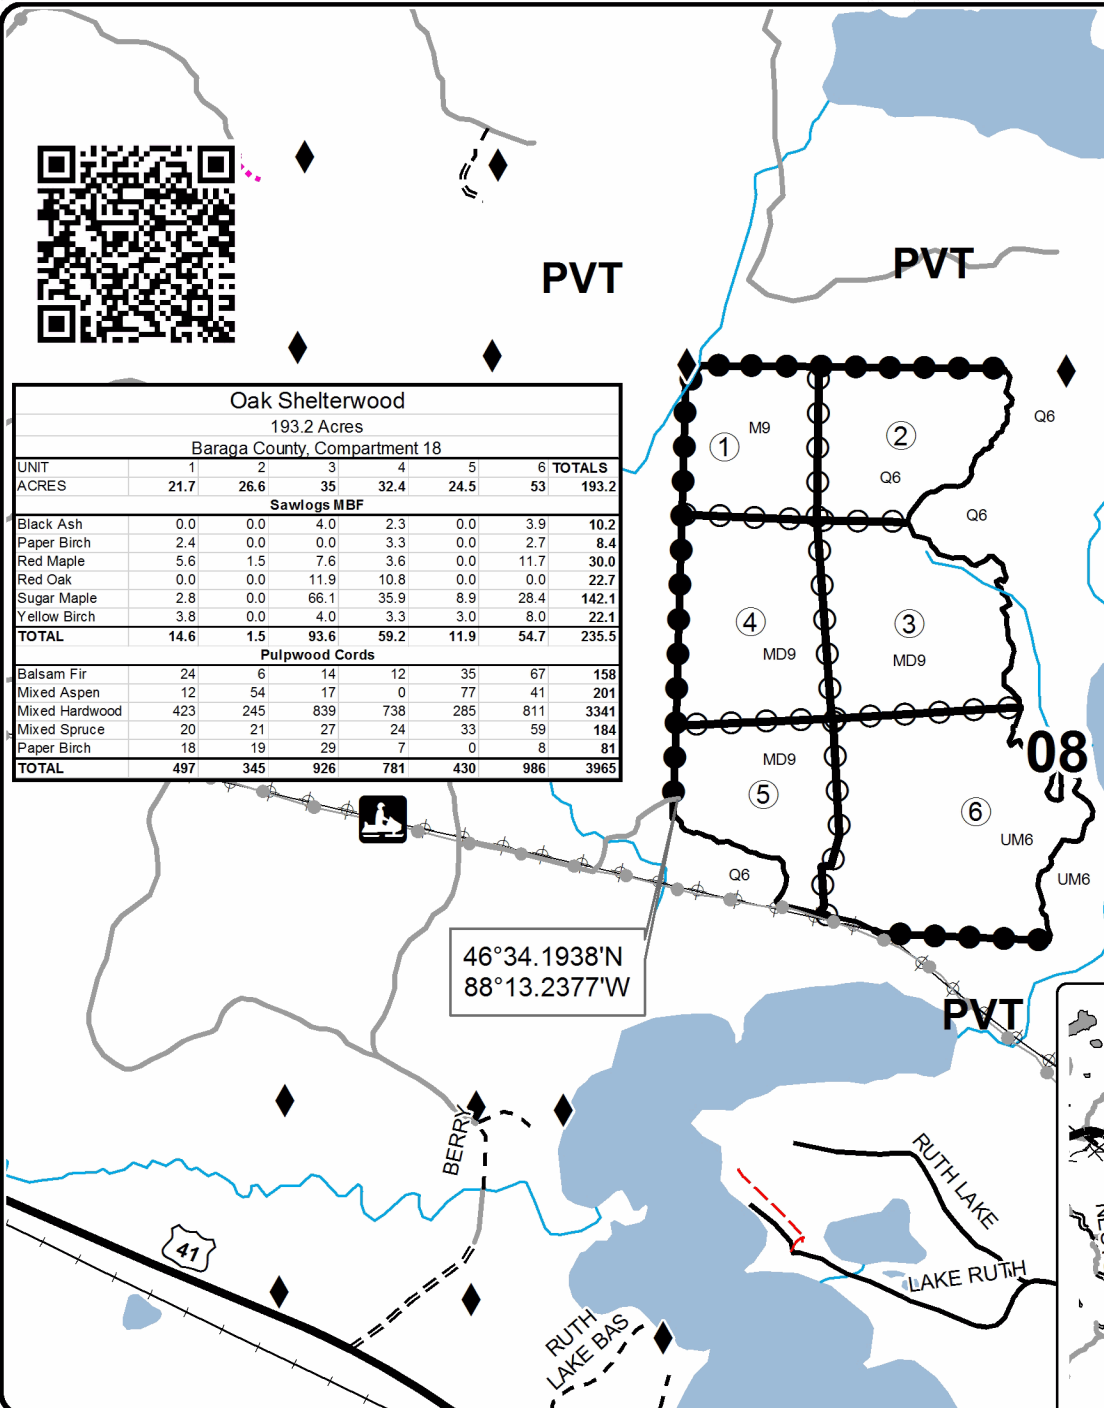 PVT
PVT
Oak Shelterwood
193.2 Acres
Baraga County, Compartment 18
UNIT 1 2 3 4 5 6 TOTALS
ACRES 21.7 26.6 35 32.4 24.5 53 193.2
Sawlogs MBF
Black Ash 0.0 0.0 4.0 2.3 0.0 3.9 10.2
Paper Birch 2.4 0.0 0.0 3.3 0.0 2.7 8.4
Red Maple 5.6 1.5 7.6 3.6 0.0 11.7 30.0
Red Oak 0.0 0.0 11.9 10.8 0.0 0.0 22.7
Sugar Maple 2.8 0.0 66.1 35.9 8.9 28.4 142.1
Yellow Birch 3.8 0.0 4.0 3.3 3.0 8.0 22.1
TOTAL 14.6 1.5 93.6 59.2 11.9 54.7 235.5
Pulpwood Cords
Balsam Fir 24 6 14 12 35 67 158
Mixed Aspen 12 54 17 0 77 41 201
Mixed Hardwood 423 245 839 738 285 811 3341
Mixed Spruce 20 21 27 24 33 59 184
Paper Birch 18 19 29 7 0 8 81
TOTAL 497 345 926 781 430 986 3965
Q6
M9
1
2
Q6
Q6
4
MD9
3
MD9
08
MD9
5
6
UM6
Q6
UM6
46°34.1938'N
88°13.2377'W
PVT
BERRY
RUTH LAKE
41
LAKE RUTH
RUTH
LAKE BAS